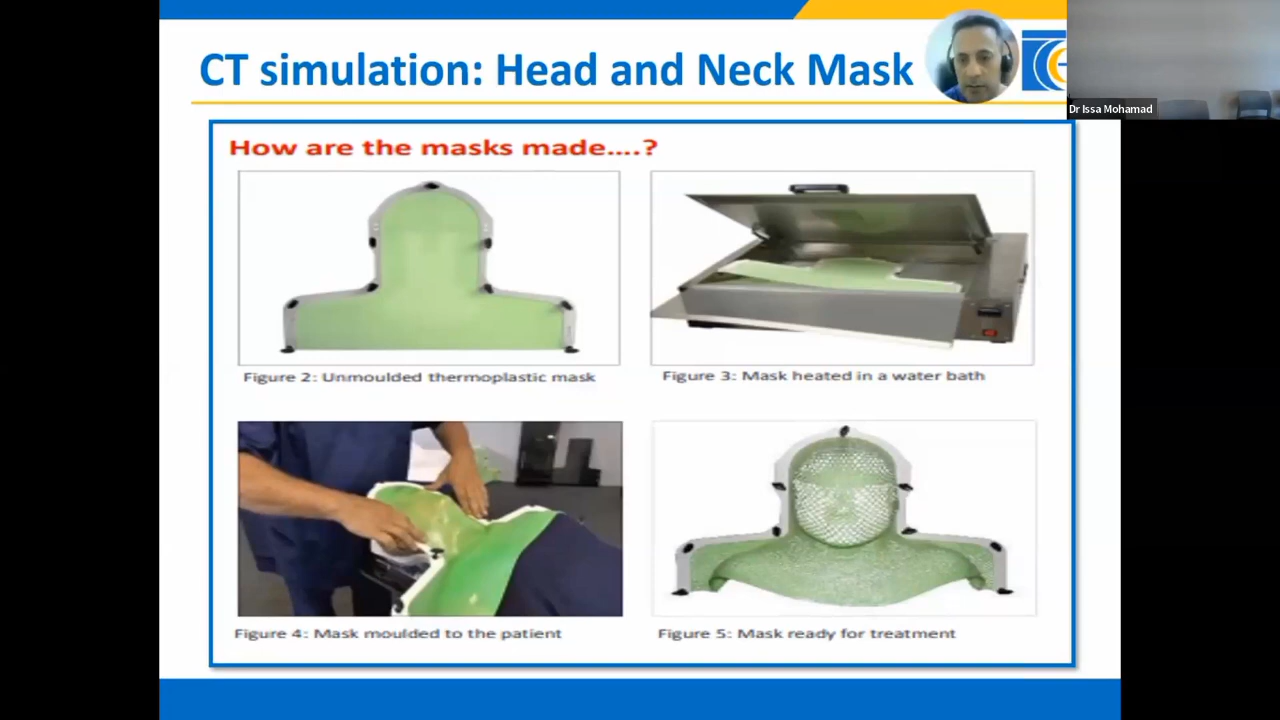 CT simulation: Head and Neck Mask
Dr Issa Mohamad
How are the masks made....?
Figure 2: Unmoulded thermoplastic mask
Figure 3: Mask heated in a water bath
Figure 4: Mask moulded to the patient
Figure 5: Mask ready for treatment